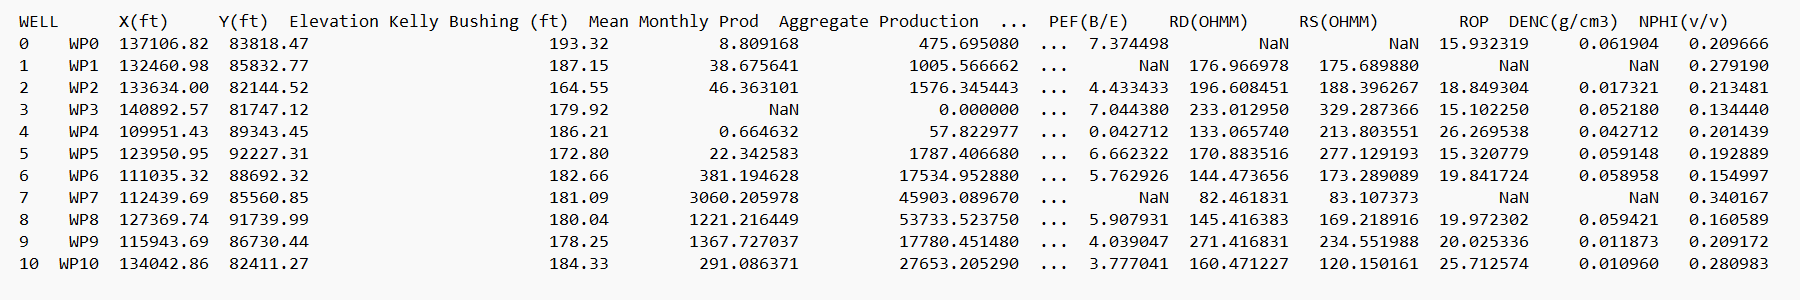 WELL X(ft) Y(ft) Elevation Kelly Bushing (ft) Mean Monthly Prod Aggregate Production ... PEF(B/E) RD(OHMM) RS(OHMM) ROP DENC(g/cm3) NPHI(v/v)
0 WP0 137106.82 83818.47 193.32 8.809168 475.695080 ... 7.374498 NaN NaN 15.932319 0.061904 0.209666
1 WP1 132460.98 85832.77 187.15 38.675641 1005.566662 ... NaN 176.966978 175.689880 NaN NaN 0.279190
2 WP2 133634.00 82144.52 164.55 46.363101 1576.345443 ... 4.433433 196.608451 188.396267 18.849304 0.017321 0.213481
3 WP3 140892.57 81747.12 179.92 NaN 0.000000 ... 7.044380 233.012950 329.287366 15.102250 0.052180 0.134440
4 WP4 109951.43 89343.45 186.21 0.664632 57.822977 ... 0.042712 133.065740 213.803551 26.269538 0.042712 0.201439
5 WP5 123950.95 92227.31 172.80 22.342583 1787.406680 ... 6.662322 170.883516 277.129193 15.320779 0.059148 0.192889
6 WP6 111035.32 88692.32 182.66 381.194628 17534.952880 ... 5.762926 144.473656 173.289089 19.841724 0.058958 0.154997
7 WP7 112439.69 85560.85 181.09 3060.205978 45903.089670 ... NaN 82.461831 83.107373 NaN NaN 0.340167
8 WP8 127369.74 91739.99 180.04 1221.216449 53733.523750 ... 5.907931 145.416383 169.218916 19.972302 0.059421 0.160589
9 WP9 115943.69 86730.44 178.25 1367.727037 17780.451480 ... 4.039047 271.416831 234.551988 20.025336 0.011873 0.209172
10 WP10 134042.86 82411.27 184.33 291.086371 27653.205290 ... 3.777041 160.471227 120.150161 25.712574 0.010960 0.280983